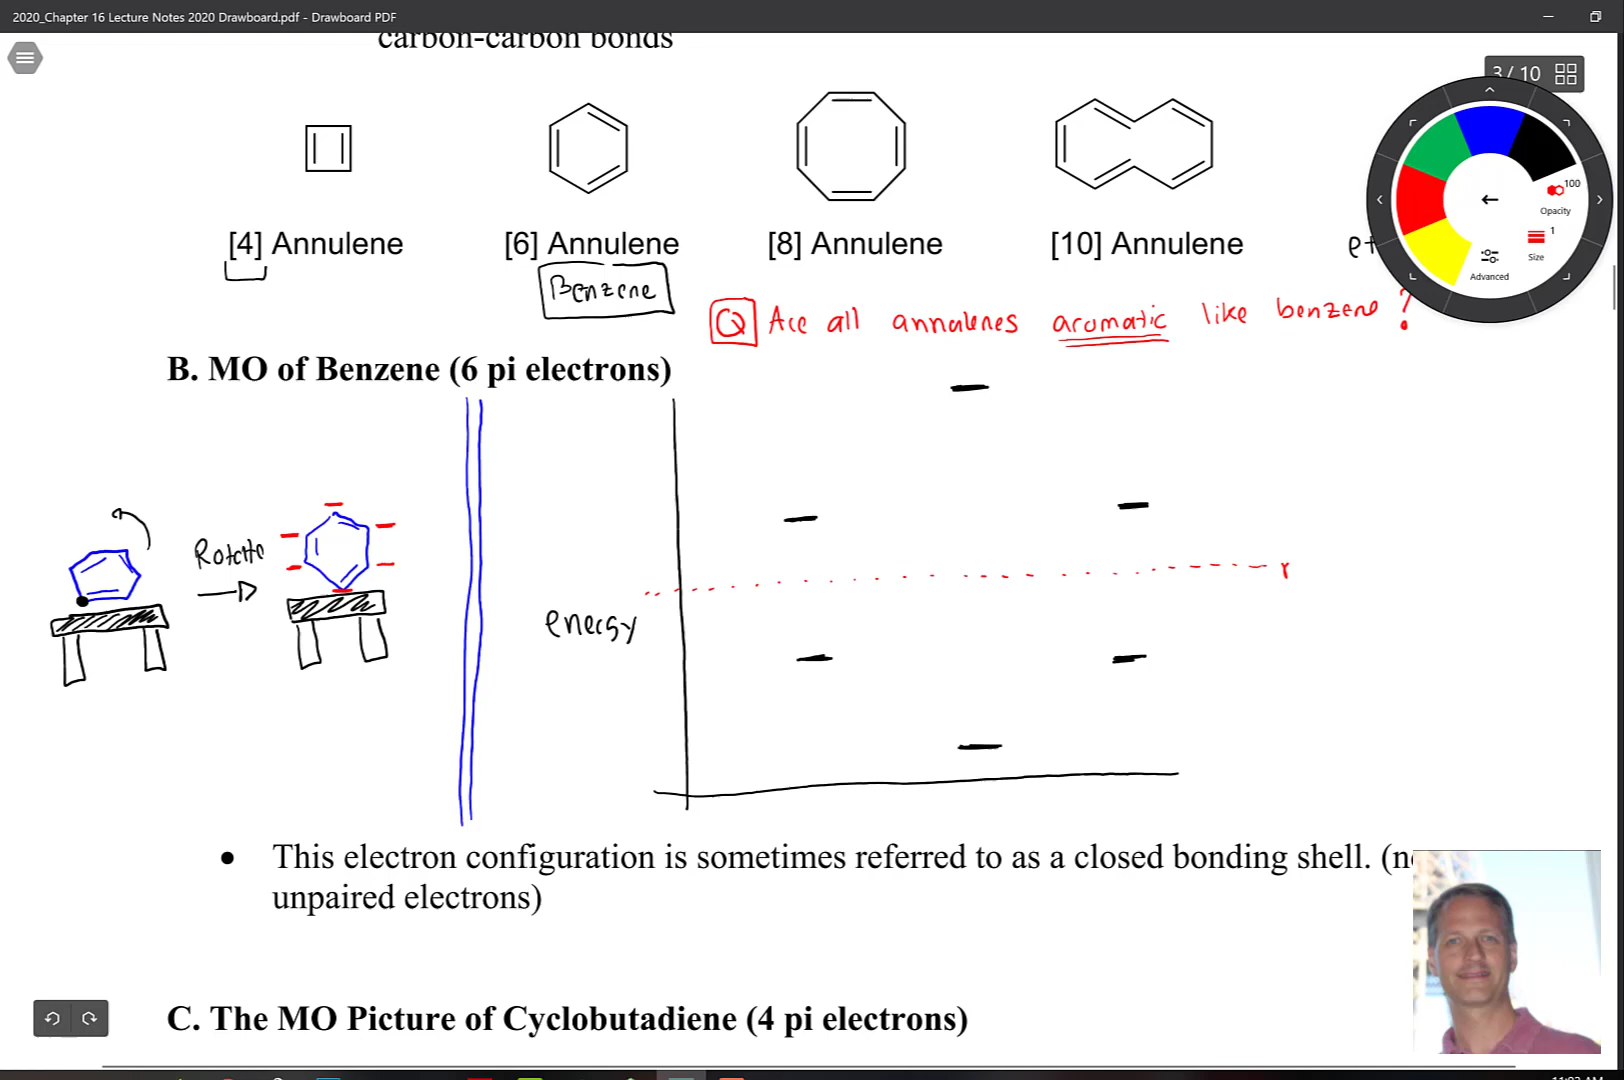 2020_Chapter 16 Lecture Notes 2020 Drawboard.pdf - Drawboard PDF
carbon-carbon bonds
3 / 10
100
Opacity
1
Size
Advanced
[4] Annulene
[6] Annulene
[8] Annulene
[10] Annulene
et
Benzene
Q Are all annulenes aromatic like benzene ?
B. MO of Benzene (6 pi electrons)
Rotate
energy
• This electron configuration is sometimes referred to as a closed bonding shell. (no
unpaired electrons)
C. The MO Picture of Cyclobutadiene (4 pi electrons)